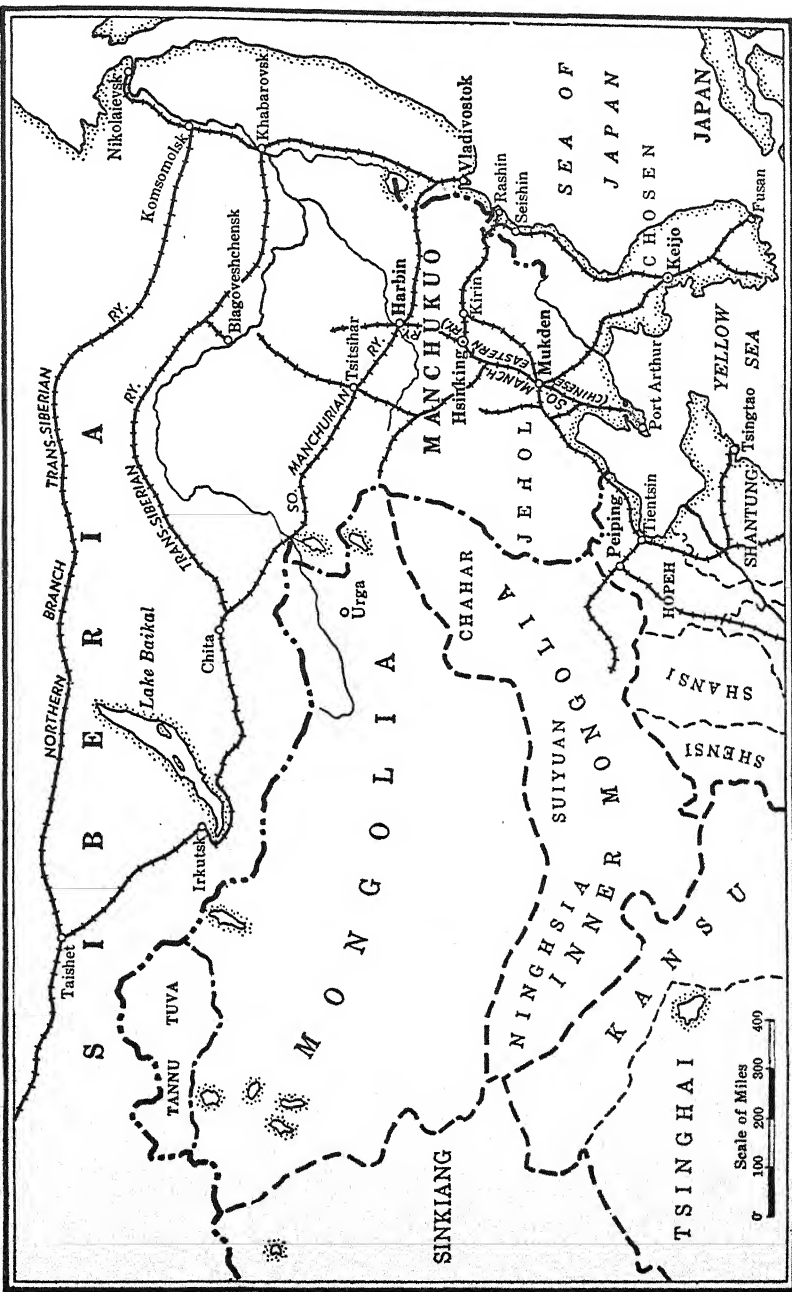 Nikolaievsk
Komsomolsk
Khabarovsk
Blagoveshchensk
Vladivostok
Rashin
Seishin
SEA OF
JAPAN
JAPAN
CHOSEN
Keijo
Fusan
YELLOW
SEA
NORTHERN BRANCH TRANS-SIBERIAN RY.
TRANS-SIBERIAN RY.
SIBERIA
Taishet
Irkutsk
Lake Baikal
Chita
SO. MANCHURIAN RY.
Tsitsihar
Harbin
MANCHUKUO
Kirin
Hsinking
SO. MANCH. RY.
(CHINESE EASTERN RY.)
Mukden
Port Arthur
JEHOL
TANNU TUVA
MONGOLIA
Urga
CHAHAR
SUIYUAN
NINGHSIA
INNER MONGOLIA
Peiping
Tientsin
HOPEH
SHANTUNG
Tsingtao
SHANSI
SHENSI
KANSU
SINKIANG
TSINGHAI
Scale of Miles
0 100 200 300 400